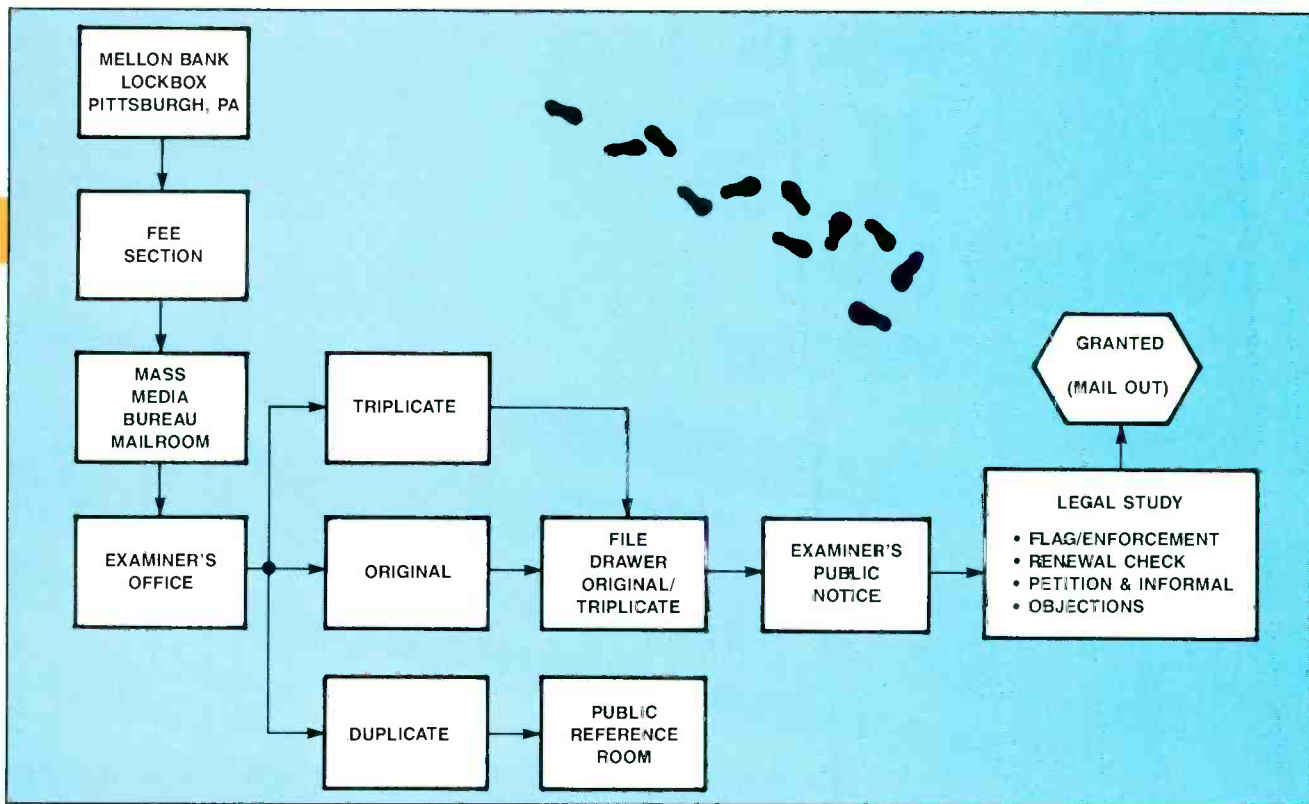 MELLON BANK
LOCKBOX
PITTSBURGH, PA
FEE
SECTION
MASS
MEDIA
BUREAU
MAILROOM
EXAMINER'S
OFFICE
TRIPLICATE
ORIGINAL
DUPLICATE
FILE
DRAWER
ORIGINAL/
TRIPLICATE
PUBLIC
REFERENCE
ROOM
EXAMINER'S
PUBLIC
NOTICE
LEGAL STUDY
• FLAG/ENFORCEMENT
• RENEWAL CHECK
• PETITION & INFORMAL
• OBJECTIONS
GRANTED
(MAIL OUT)